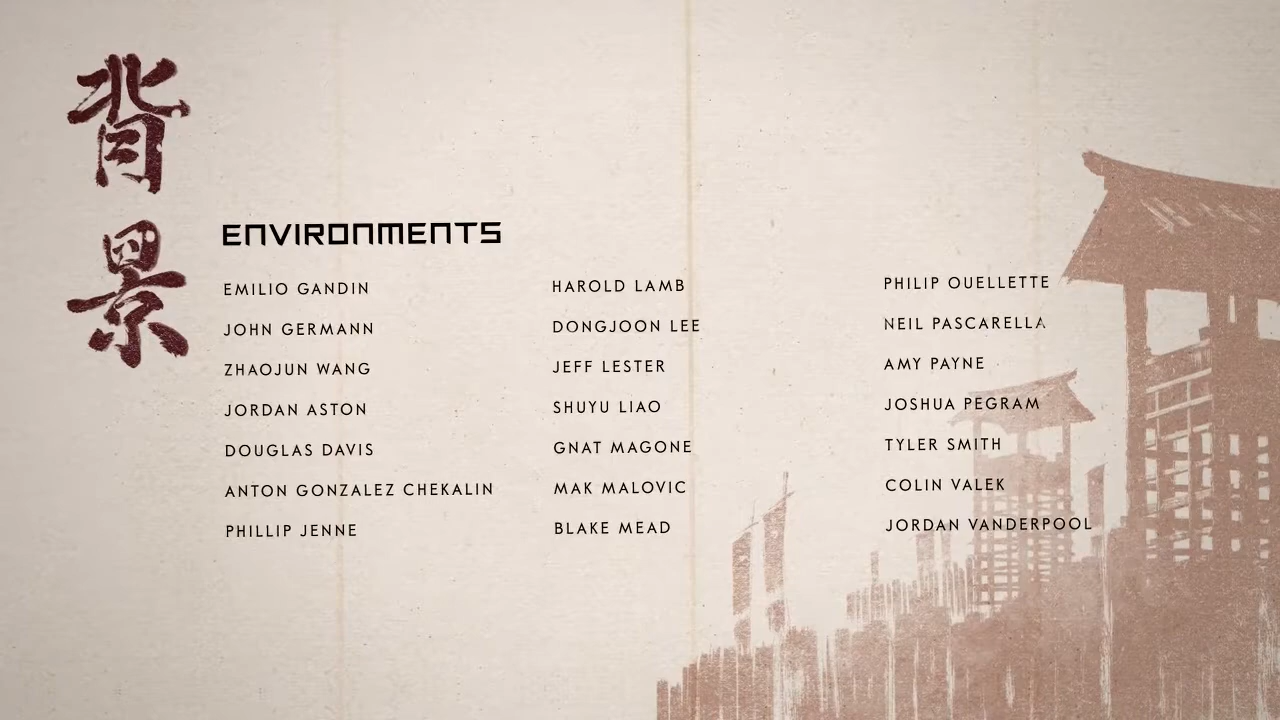 背景
ENVIRONMENTS
EMILIO GANDIN
JOHN GERMANN
ZHAOJUN WANG
JORDAN ASTON
DOUGLAS DAVIS
ANTON GONZALEZ CHEKALIN
PHILLIP JENNE
HAROLD LAMB
DONGJOON LEE
JEFF LESTER
SHUYU LIAO
GNAT MAGONE
MAK MALOVIC
BLAKE MEAD
PHILIP OUELLETTE
NEIL PASCARELLA
AMY PAYNE
JOSHUA PEGRAM
TYLER SMITH
COLIN VALEK
JORDAN VANDERPOOL